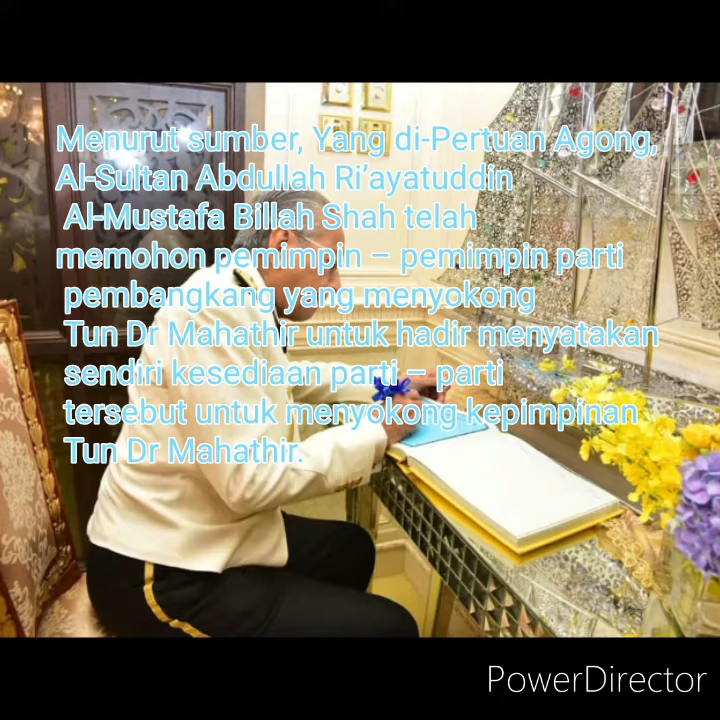 Menurut sumber, Yang di-Pertuan Agong,
Al-Sultan Abdullah Ri’ayatuddin
Al-Mustafa Billah Shah telah
memohon pemimpin – pemimpin parti
pembangkang yang menyokong
Tun Dr Mahathir untuk hadir menyatakan
sendiri kesediaan parti – parti
tersebut untuk menyokong kepimpinan
Tun Dr Mahathir.
PowerDirector